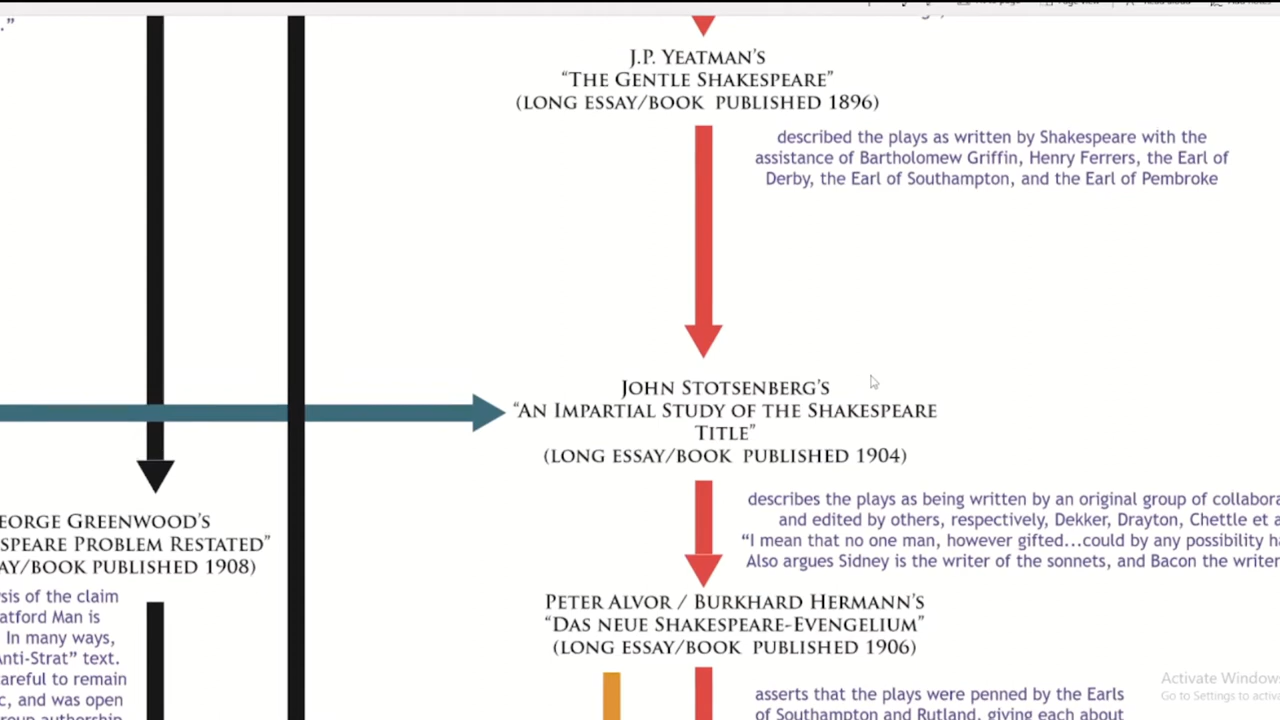 .”
J.P. YEATMAN’S
“THE GENTLE SHAKESPEARE”
(LONG ESSAY/BOOK PUBLISHED 1896)
described the plays as written by Shakespeare with the
assistance of Bartholomew Griffin, Henry Ferrers, the Earl of
Derby, the Earl of Southampton, and the Earl of Pembroke
JOHN STOTSENBERG’S
“AN IMPARTIAL STUDY OF THE SHAKESPEARE
TITLE”
(LONG ESSAY/BOOK PUBLISHED 1904)
describes the plays as being written by an original group of collabora
and edited by others, respectively, Dekker, Drayton, Chettle et a
“I mean that no one man, however gifted...could by any possibility ha
Also argues Sidney is the writer of the sonnets, and Bacon the writer
EORGE GREENWOOD’S
SPEARE PROBLEM RESTATED”
AY/BOOK PUBLISHED 1908)
sis of the claim
atford Man is
In many ways,
Anti-Strat” text.
careful to remain
c, and was open
roup authorship
PETER ALVOR / BURKHARD HERMANN’S
“DAS NEUE SHAKESPEARE-EVENGELIUM”
(LONG ESSAY/BOOK PUBLISHED 1906)
asserts that the plays were penned by the Earls
of Southampton and Rutland, giving each about
Activate Windows
Go to Settings to activa